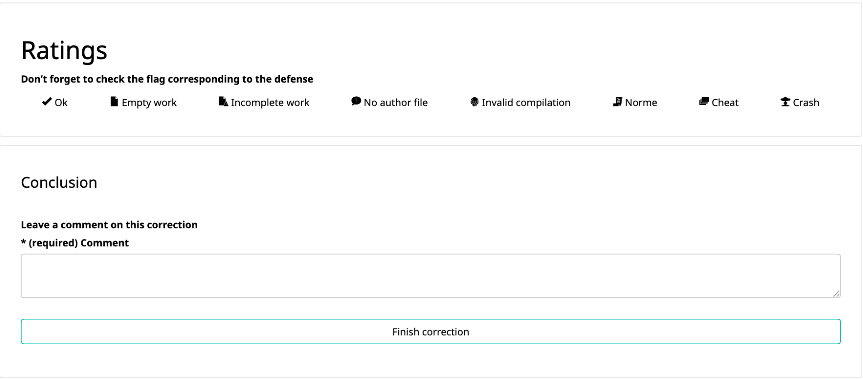 Ratings
Don't forget to check the flag corresponding to the defense
Ok Empty work Incomplete work No author file Invalid compilation Norme Cheat Crash
Conclusion
Leave a comment on this correction
* (required) Comment
Finish correction